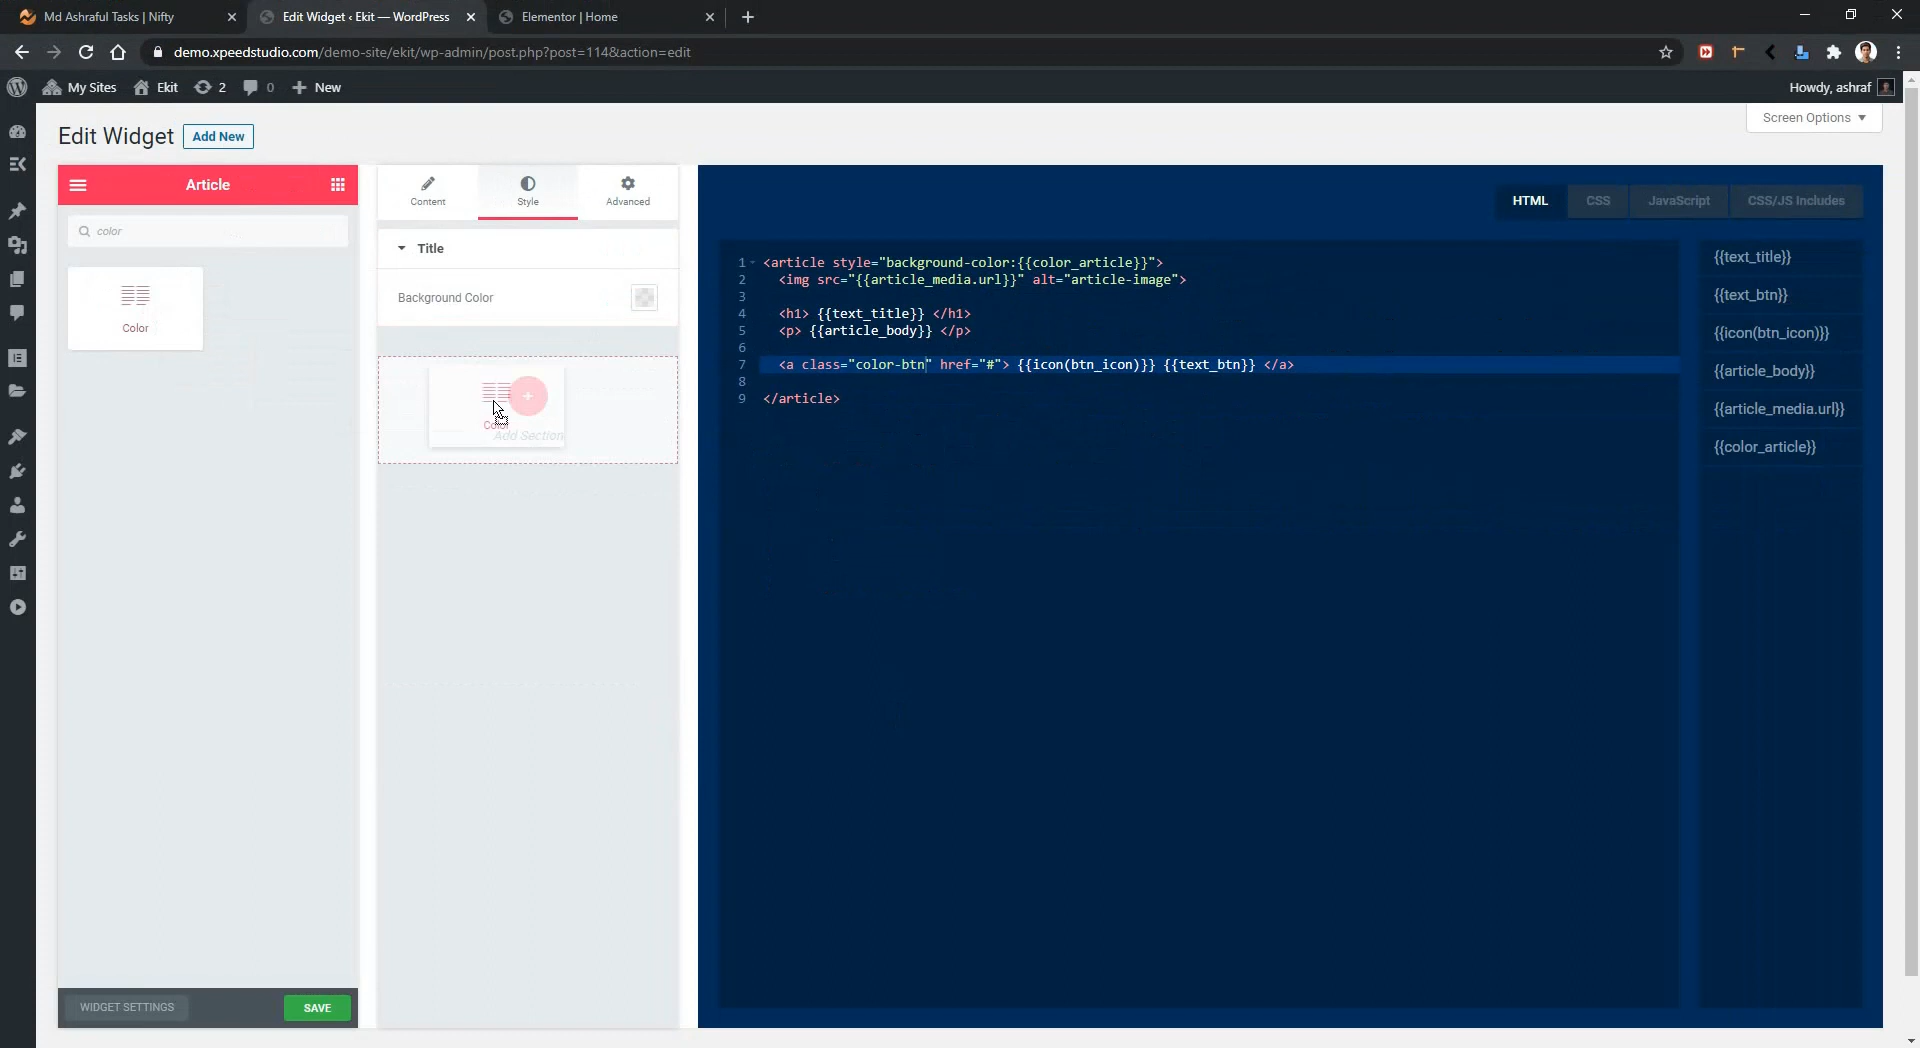 Md Ashraful Tasks | Nifty
Edit Widget ‹ Ekit — WordPress
Elementor | Home
demo.xpeedstudio.com/demo-site/ekit/wp-admin/post.php?post=114&action=edit
My Sites
Ekit
2
0
New
Howdy, ashraf
Screen Options
Edit Widget
Add New
Article
color
Color
Content
Style
Advanced
Title
Background Color
Color
Add Section
HTML
CSS
JavaScript
CSS/JS Includes
1 <article style="background-color:{{color_article}}">
2 <img src="{{article_media.url}}" alt="article-image">
3
4 <h1> {{text_title}} </h1>
5 <p> {{article_body}} </p>
6
7 <a class="color-btn" href="#"> {{icon(btn_icon)}} {{text_btn}} </a>
8
9 </article>
{{text_title}}
{{text_btn}}
{{icon(btn_icon)}}
{{article_body}}
{{article_media.url}}
{{color_article}}
WIDGET SETTINGS
SAVE